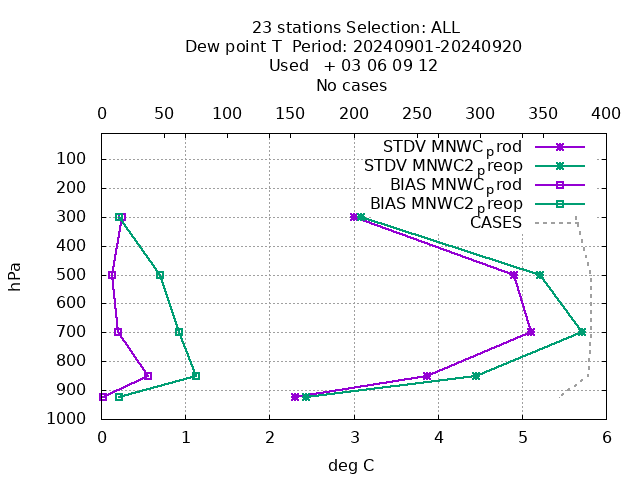 23 stations Selection: ALL
Dew point T  Period: 20240901-20240920
Used   + 03 06 09 12
No cases
0 50 100 150 200 250 300 350 400
STDV MNWC_prod
STDV MNWC2_preop
BIAS MNWC_prod
BIAS MNWC2_preop
CASES
hPa
100
200
300
400
500
600
700
800
900
1000
0 1 2 3 4 5 6
deg C